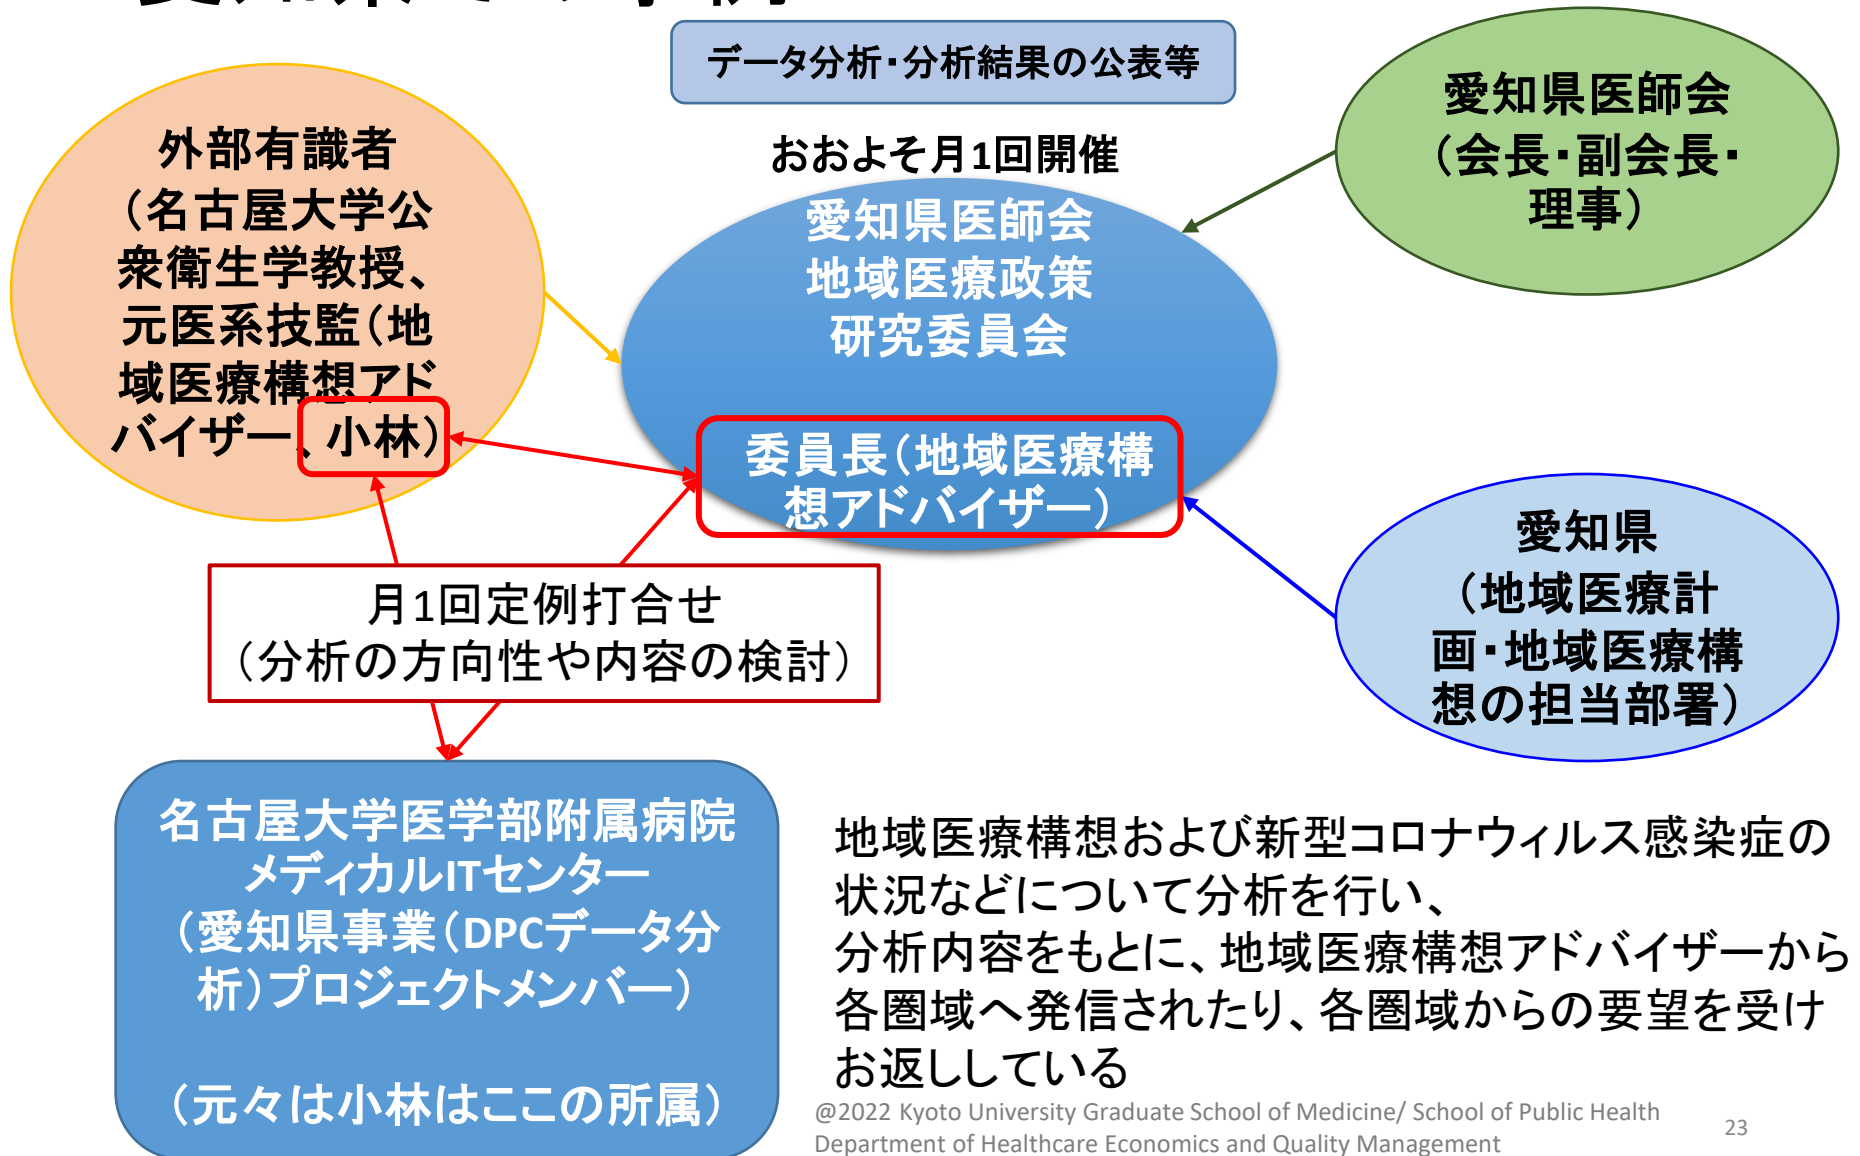 データ分析・分析結果の公表等
外部有識者
（名古屋大学公
衆衛生学教授、
元医系技監（地
域医療構想アド
バイザー、小林）
おおよそ月1回開催
愛知県医師会
地域医療政策
研究委員会
委員長（地域医療構
想アドバイザー）
愛知県医師会
（会長・副会長・
理事）
愛知県
（地域医療計
画・地域医療構
想の担当部署）
月1回定例打合せ
（分析の方向性や内容の検討）
名古屋大学医学部附属病院
メディカルITセンター
（愛知県事業（DPCデータ分
析）プロジェクトメンバー）
（元々は小林はここの所属）
地域医療構想および新型コロナウィルス感染症の
状況などについて分析を行い、
分析内容をもとに、地域医療構想アドバイザーから
各圏域へ発信されたり、各圏域からの要望を受け
お返ししている
@2022 Kyoto University Graduate School of Medicine/ School of Public Health
Department of Healthcare Economics and Quality Management
23